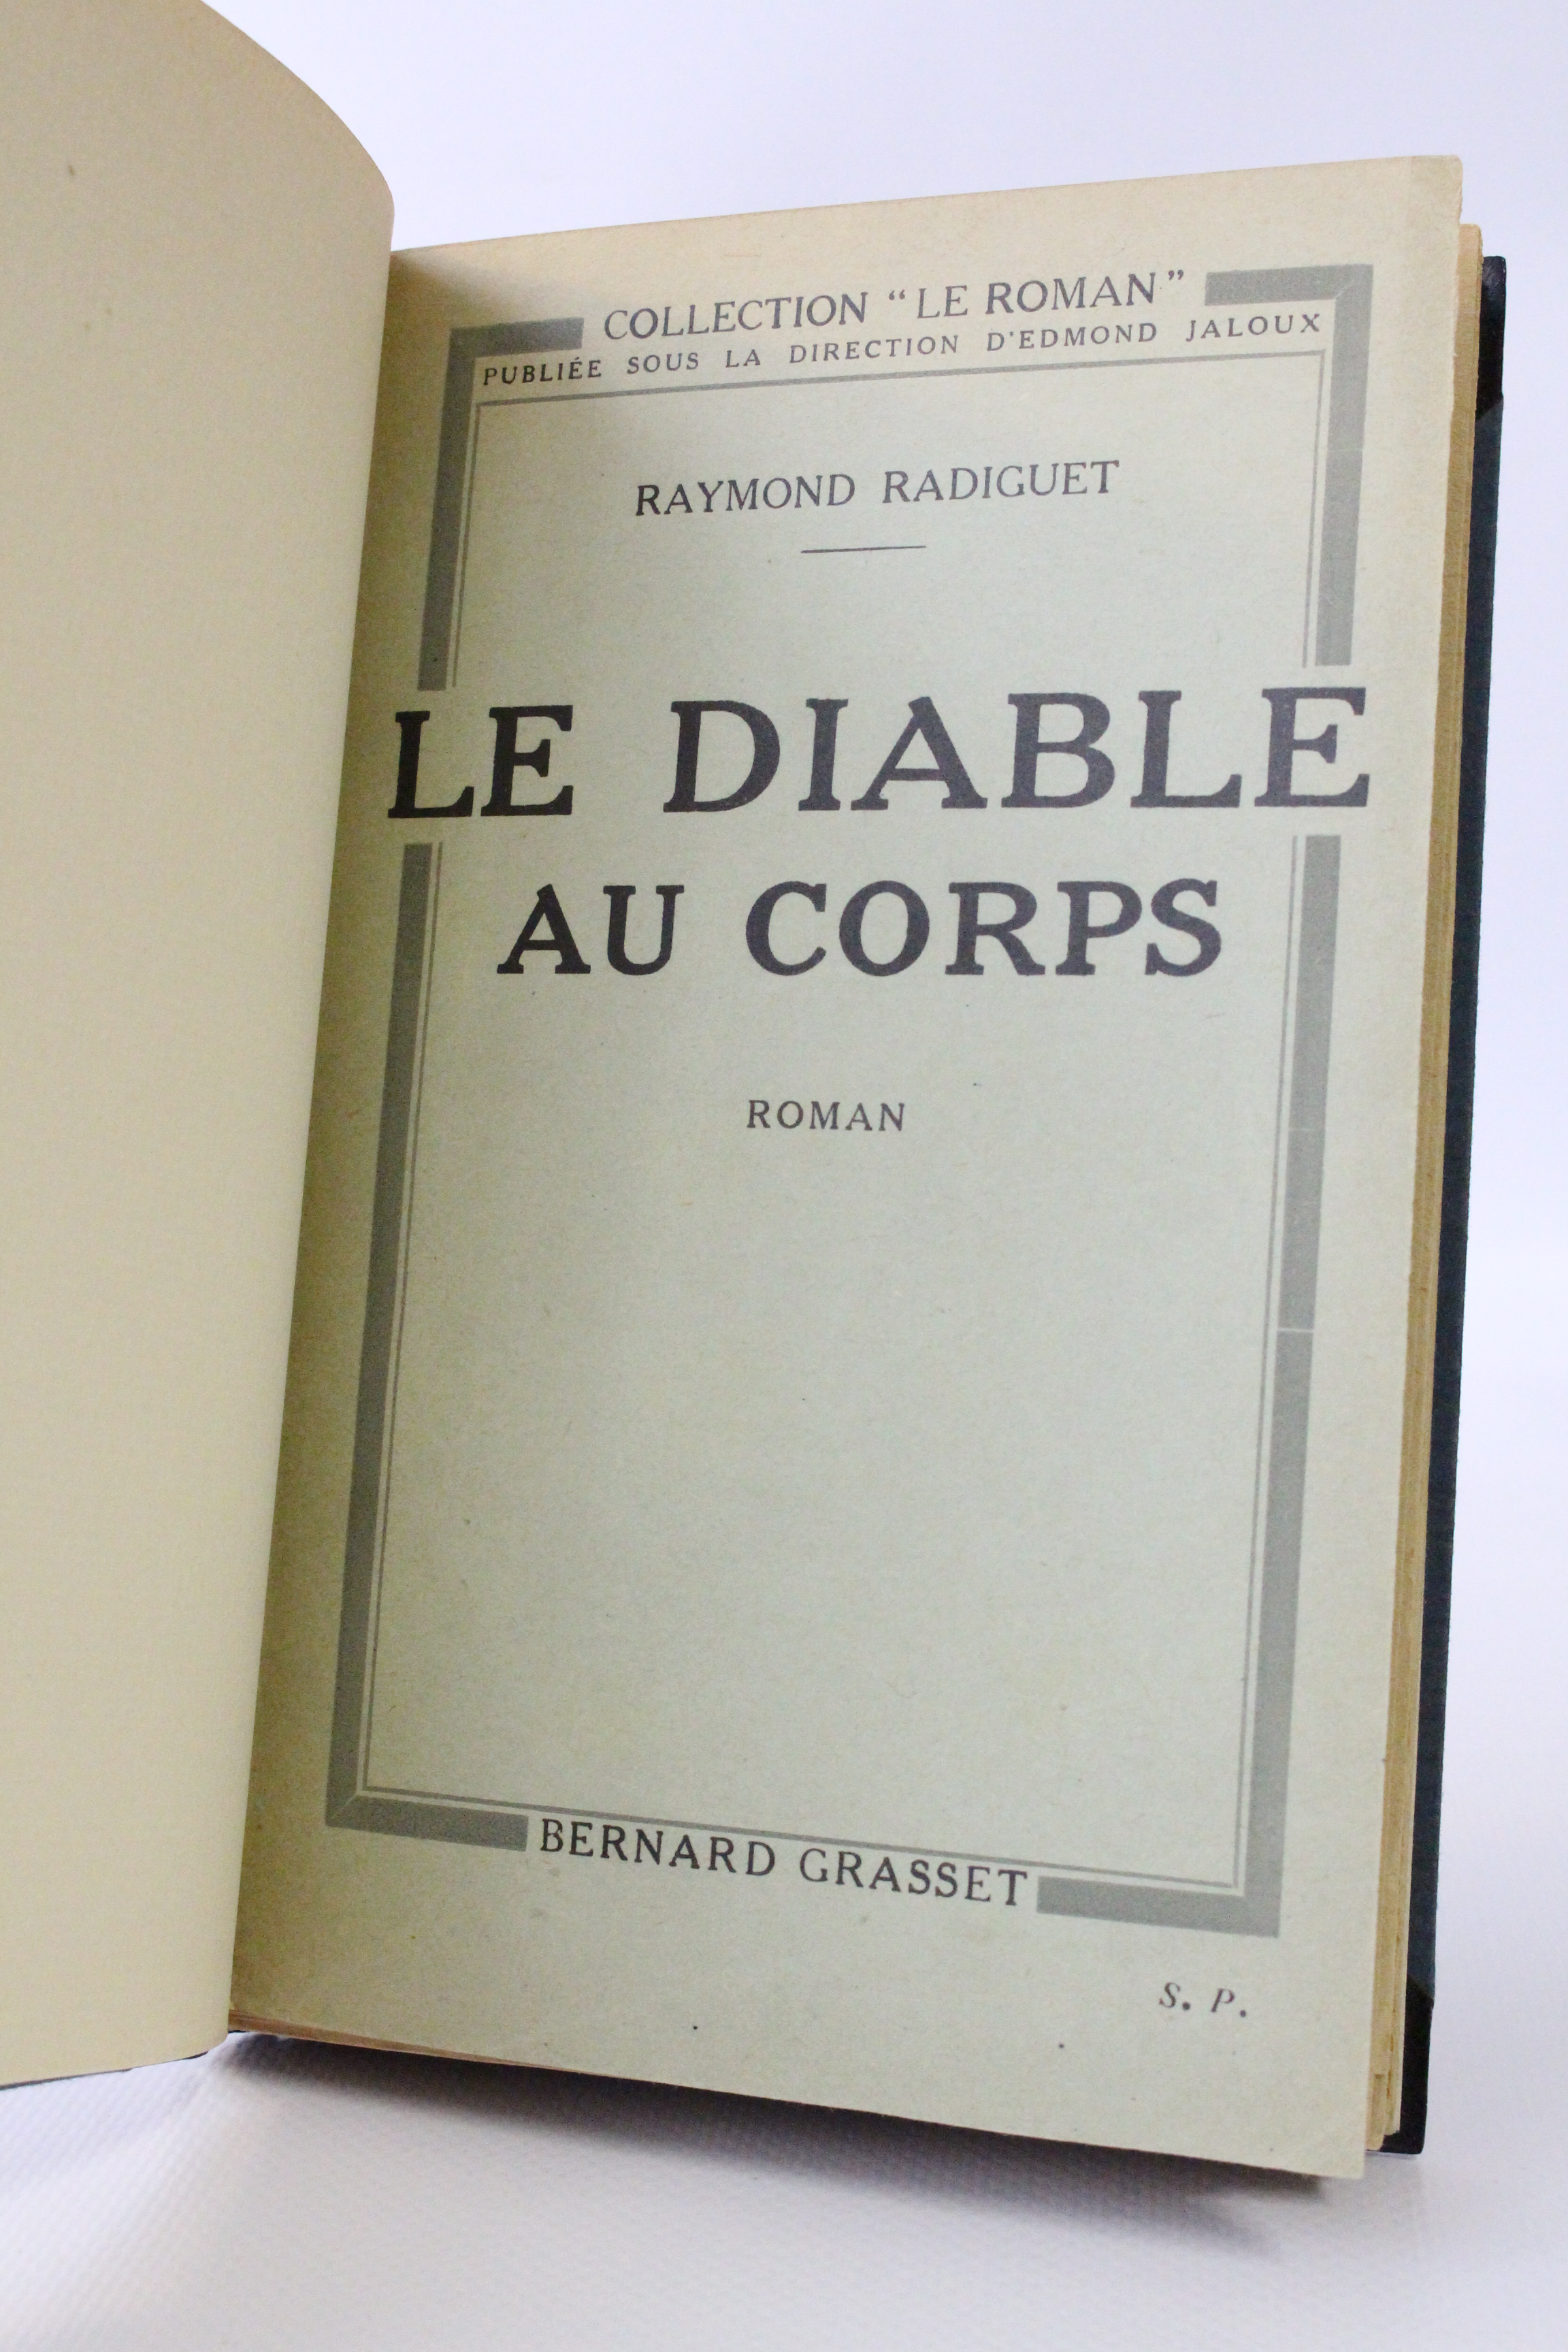 COLLECTION “LE ROMAN”
PUBLIÉE SOUS LA DIRECTION D'EDMOND JALOUX
RAYMOND RADIGUET
LE DIABLE
AU CORPS
ROMAN
BERNARD GRASSET
S. P.